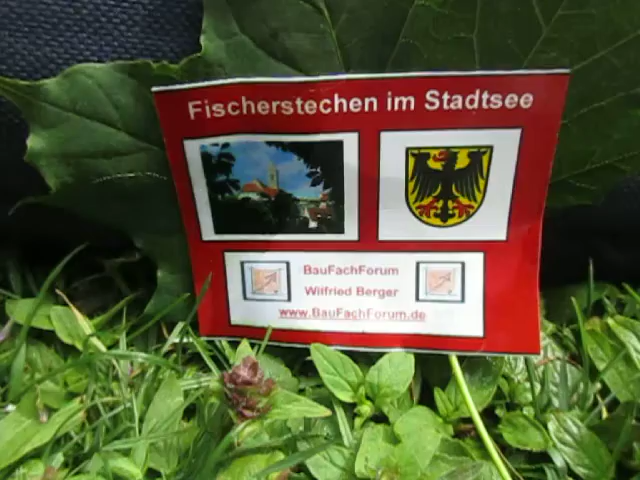 Fischerstechen im Stadtsee
BauFachForum
Wilfried Berger
www.BauFachForum.de